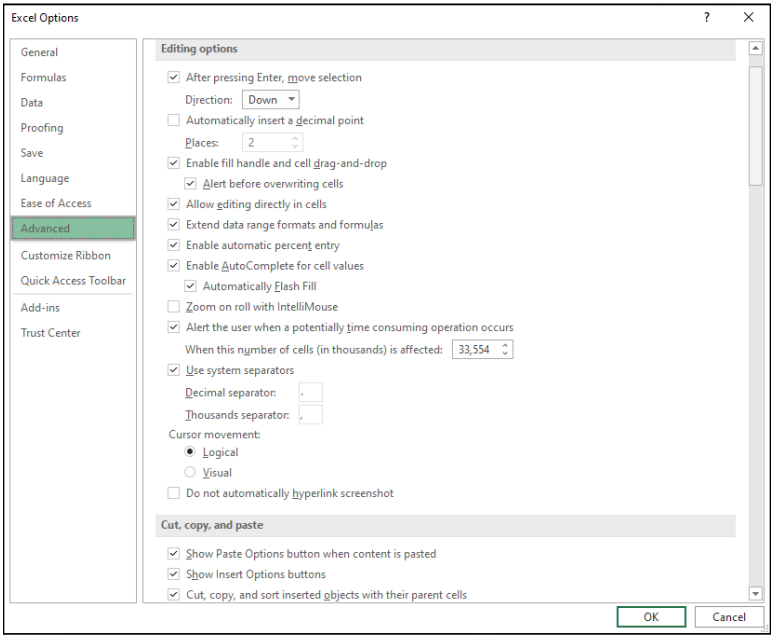 Excel Options
?
General
Formulas
Data
Proofing
Save
Language
Ease of Access
Advanced
Customize Ribbon
Quick Access Toolbar
Add-ins
Trust Center
Editing options
After pressing Enter, move selection
Direction: Down
Automatically insert a decimal point
Places: 2
Enable fill handle and cell drag-and-drop
Alert before overwriting cells
Allow editing directly in cells
Extend data range formats and formulas
Enable automatic percent entry
Enable AutoComplete for cell values
Automatically Flash Fill
Zoom on roll with IntelliMouse
Alert the user when a potentially time consuming operation occurs
When this number of cells (in thousands) is affected: 33,554
Use system separators
Decimal separator: .
Thousands separator: ,
Cursor movement:
Logical
Visual
Do not automatically hyperlink screenshot
Cut, copy, and paste
Show Paste Options button when content is pasted
Show Insert Options buttons
Cut, copy, and sort inserted objects with their parent cells
OK Cancel